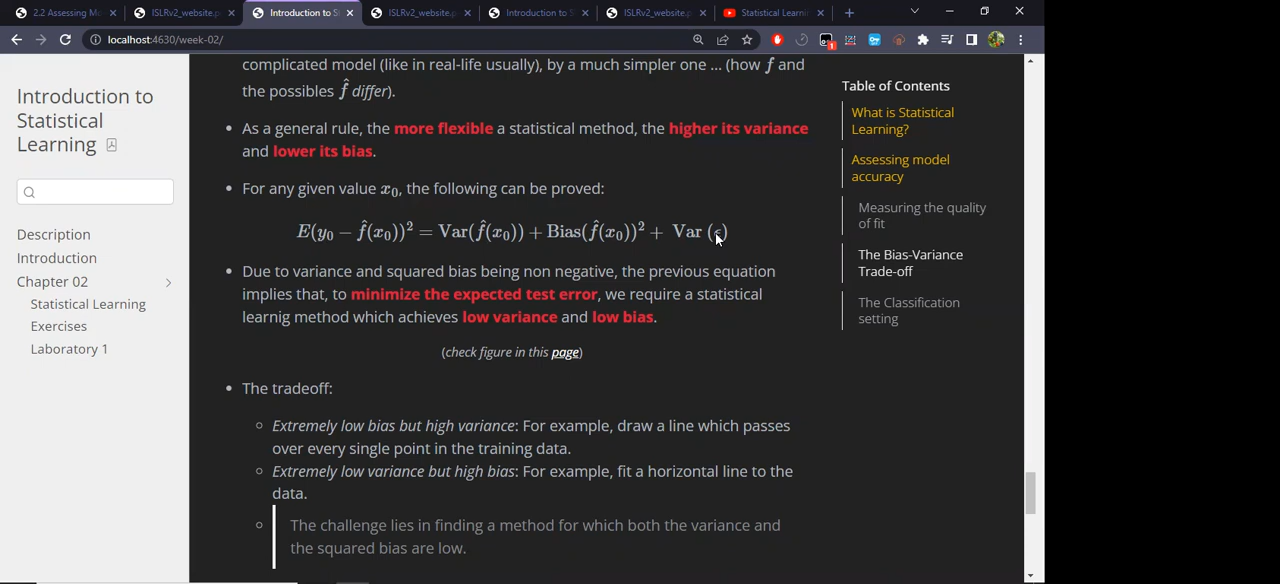 2.2 Assessing Mo
ISLRv2_website.p
Introduction to S
ISLRv2_website.p
Introduction to S
ISLRv2_website.p
Statistical Learni
localhost:4630/week-02/
1
Introduction to
Statistical
Learning
Description
Introduction
Chapter 02
Statistical Learning
Exercises
Laboratory 1
complicated model (like in real-life usually), by a much simpler one ... (how f and
the possibles f̂ differ).
• As a general rule, the more flexible a statistical method, the higher its variance
and lower its bias.
• For any given value x₀, the following can be proved:
E(y₀ − f̂(x₀))² = Var(f̂(x₀)) + Bias(f̂(x₀))² + Var (ϵ)
• Due to variance and squared bias being non negative, the previous equation
implies that, to minimize the expected test error, we require a statistical
learnig method which achieves low variance and low bias.
(check figure in this page)
• The tradeoff:
◦ Extremely low bias but high variance: For example, draw a line which passes
over every single point in the training data.
◦ Extremely low variance but high bias: For example, fit a horizontal line to the
data.
◦ The challenge lies in finding a method for which both the variance and
the squared bias are low.
Table of Contents
What is Statistical
Learning?
Assessing model
accuracy
Measuring the quality
of fit
The Bias-Variance
Trade-off
The Classification
setting